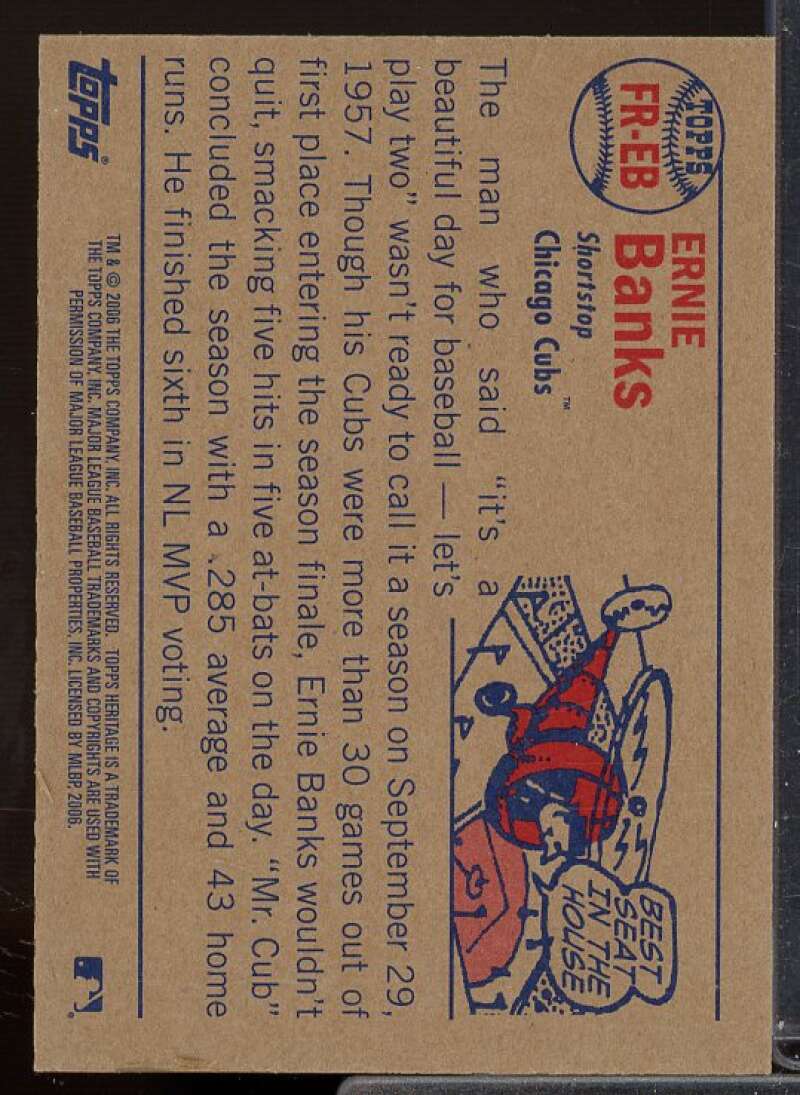 TOPPS
FR-EB
ERNIE
Banks
Shortstop
Chicago Cubs™
BEST
SEAT
IN THE
HOUSE
The man who said “it’s a
beautiful day for baseball — let’s
play two” wasn’t ready to call it a season on September 29,
1957. Though his Cubs were more than 30 games out of
first place entering the season finale, Ernie Banks wouldn’t
quit, smacking five hits in five at-bats on the day. “Mr. Cub”
concluded the season with a .285 average and 43 home
runs. He finished sixth in NL MVP voting.
topps®
TM & © 2006 THE TOPPS COMPANY, INC. ALL RIGHTS RESERVED. TOPPS HERITAGE IS A TRADEMARK OF
THE TOPPS COMPANY, INC. MAJOR LEAGUE BASEBALL TRADEMARKS AND COPYRIGHTS ARE USED WITH
PERMISSION OF MAJOR LEAGUE BASEBALL PROPERTIES, INC. LICENSED BY MLBP, 2006.
®